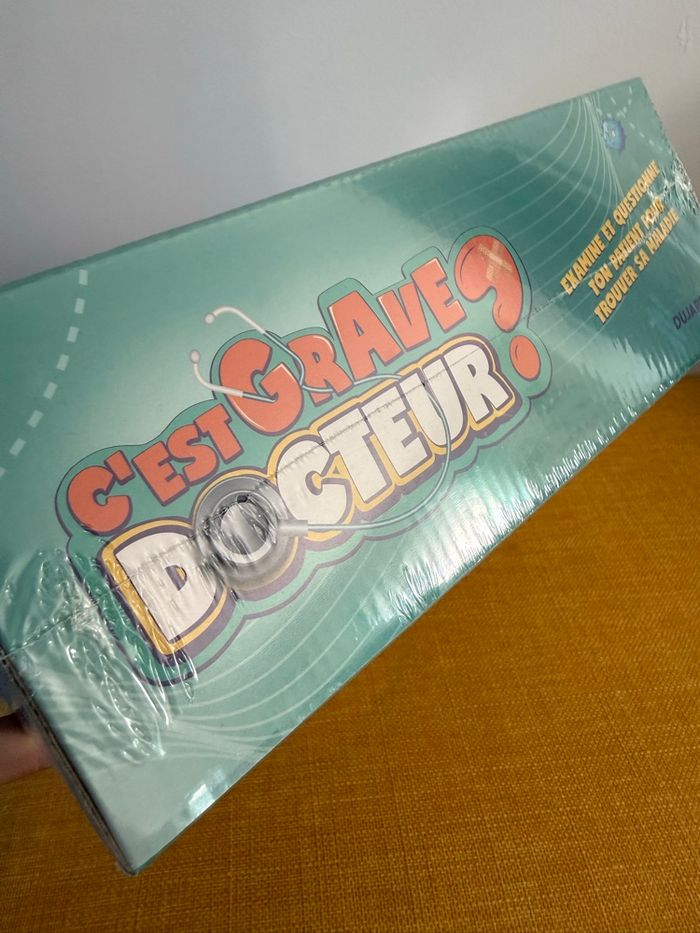 C'EST GRAVE
DOCTEUR ?
EXAMINE ET QUESTIONNE
TON PATIENT POUR
TROUVER SA MALADIE